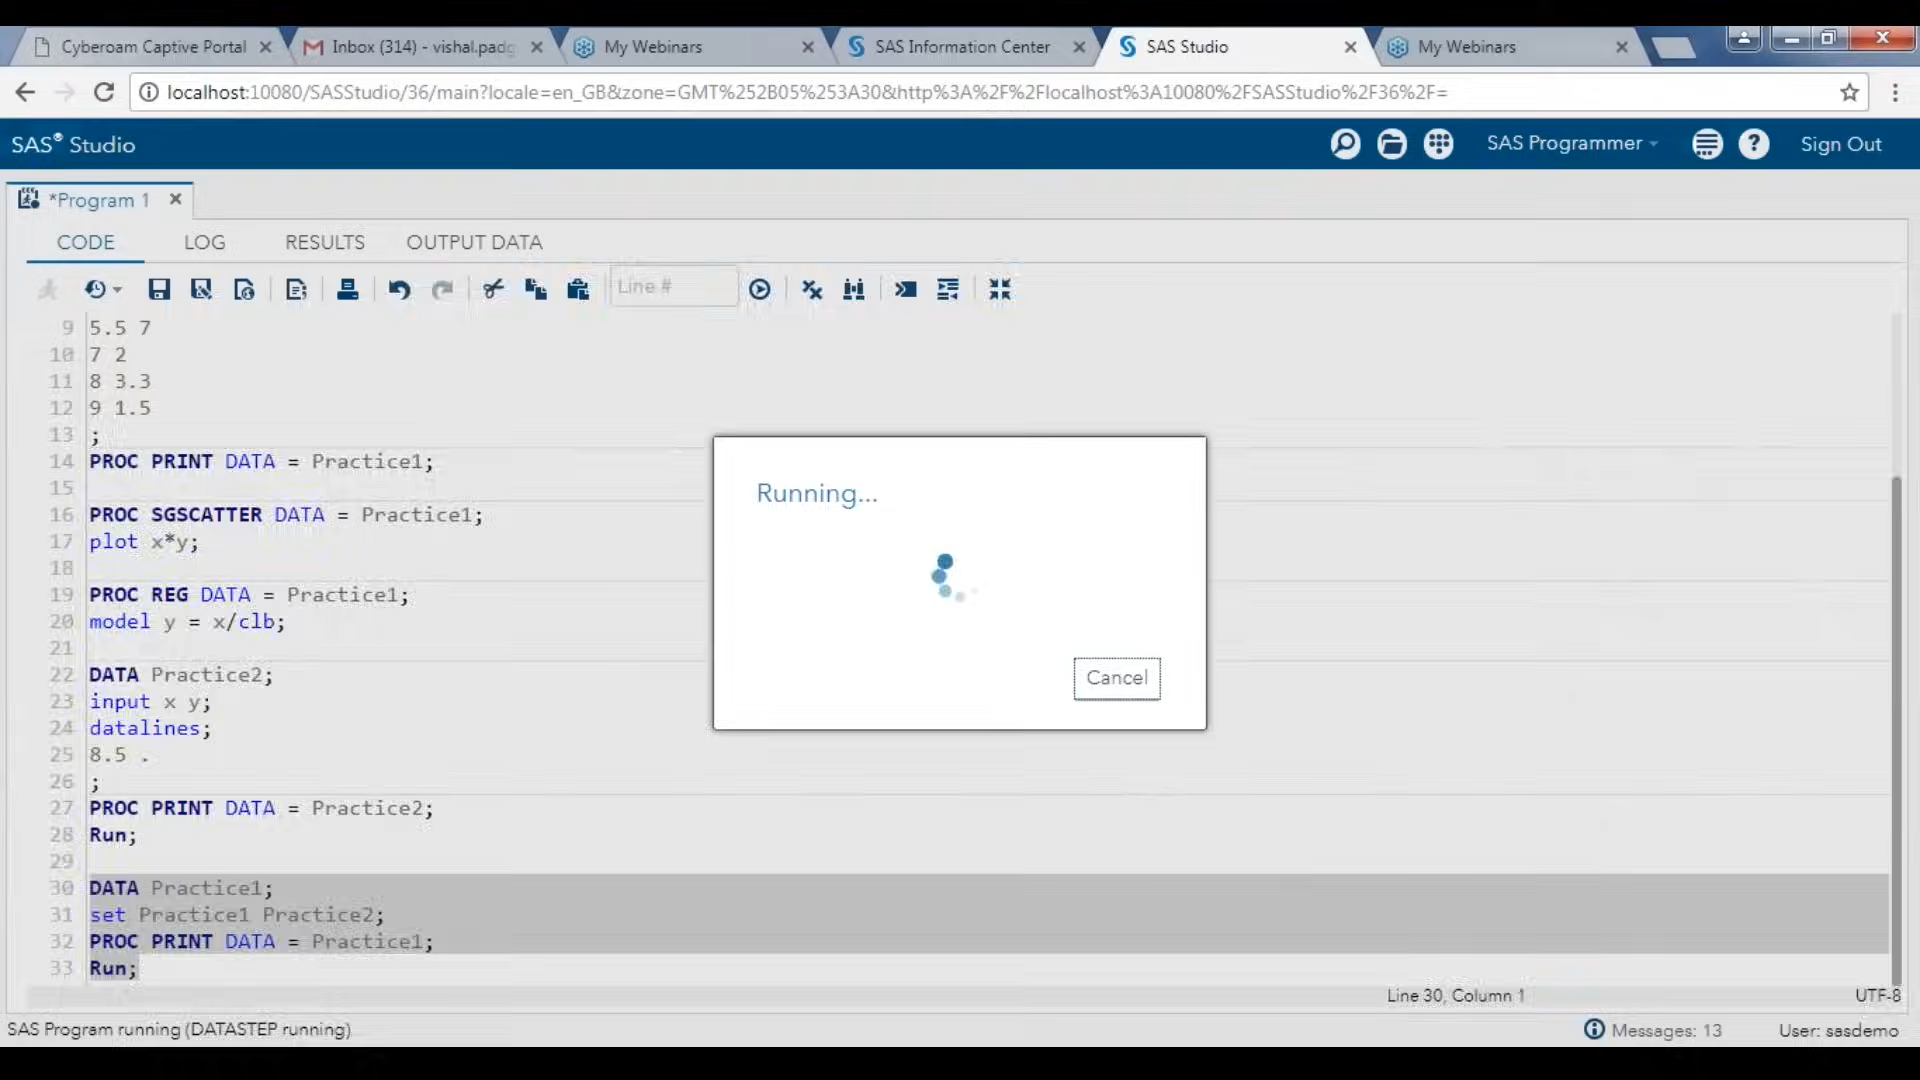 Cyberoam Captive Portal
Inbox (314) - vishal.padg
My Webinars
SAS Information Center
SAS Studio
My Webinars
localhost:10080/SASStudio/36/main?locale=en_GB&zone=GMT%252B05%253A30&http%3A%2F%2Flocalhost%3A10080%2FSASStudio%2F36%2F=
SAS® Studio
SAS Programmer
Sign Out
*Program 1
CODE LOG RESULTS OUTPUT DATA
Line #
9 5.5 7
10 7 2
11 8 3.3
12 9 1.5
13 ;
14 PROC PRINT DATA = Practice1;
15
16 PROC SGSCATTER DATA = Practice1;
17 plot x*y;
18
19 PROC REG DATA = Practice1;
20 model y = x/clb;
21
22 DATA Practice2;
23 input x y;
24 datalines;
25 8.5 .
26 ;
27 PROC PRINT DATA = Practice2;
28 Run;
29
30 DATA Practice1;
31 set Practice1 Practice2;
32 PROC PRINT DATA = Practice1;
33 Run;
Running...
Cancel
Line 30, Column 1
UTF-8
SAS Program running (DATASTEP running)
Messages: 13
User: sasdemo